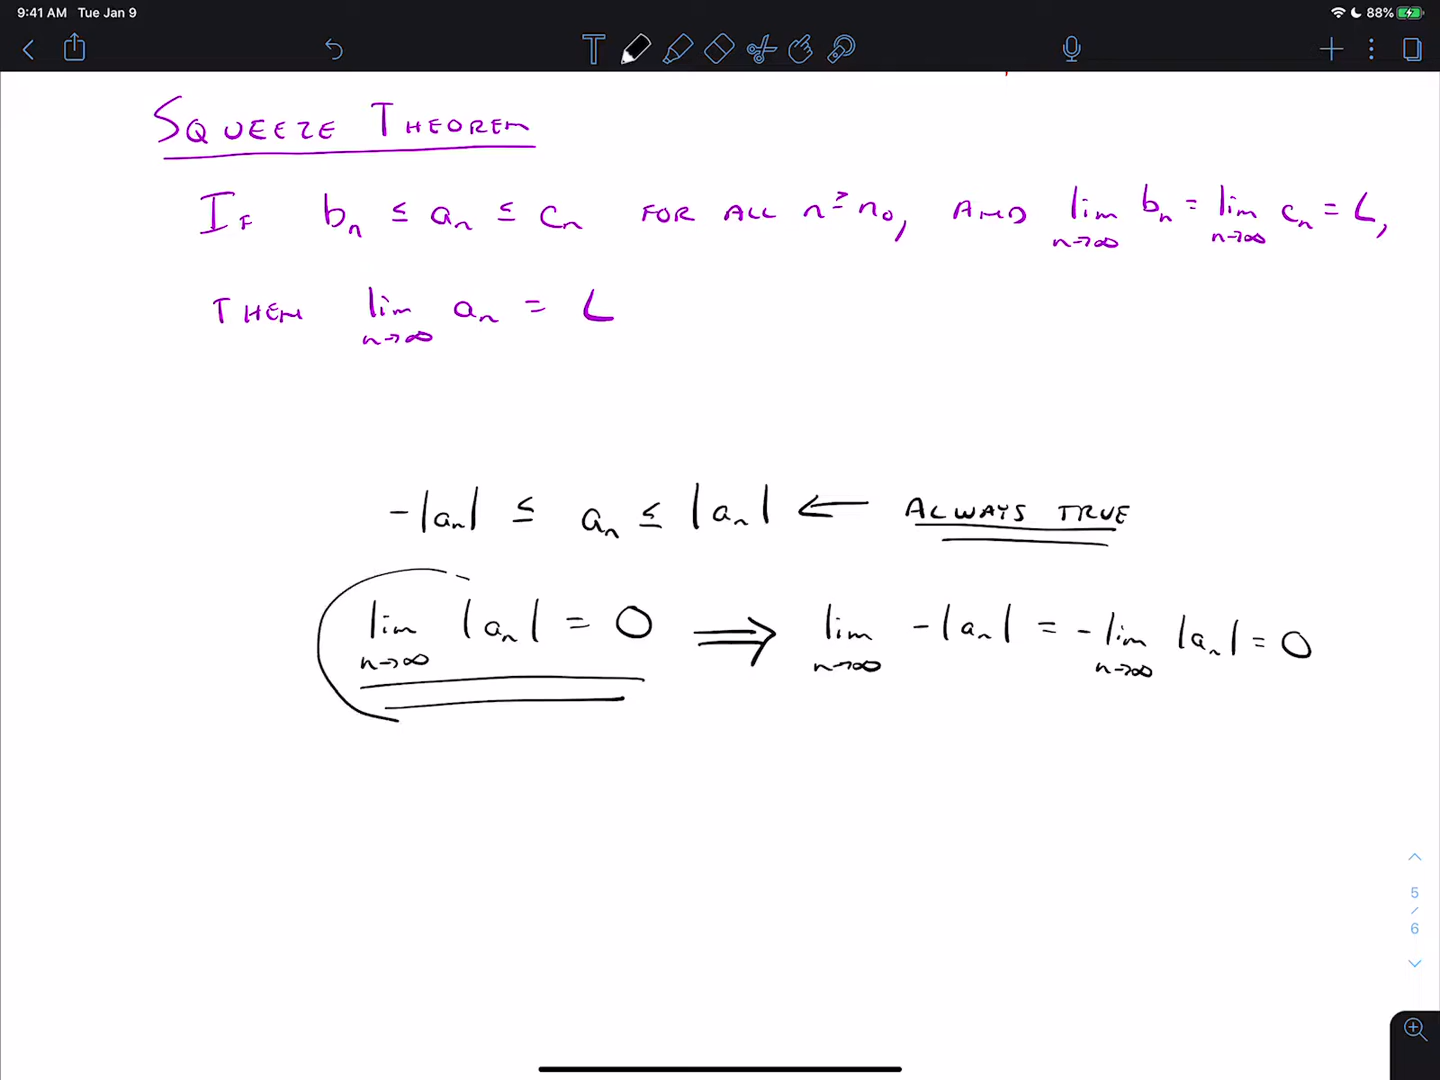 9:41 AM Tue Jan 9 88%
SQUEEZE THEOREM
IF bₙ ≤ aₙ ≤ cₙ FOR ALL n ≥ n₀, AND lim n→∞ bₙ = lim n→∞ cₙ = L,
THEN lim n→∞ aₙ = L
-|aₙ| ≤ aₙ ≤ |aₙ| ← ALWAYS TRUE
lim n→∞ |aₙ| = 0 ⟹ lim n→∞ -|aₙ| = -lim n→∞ |aₙ| = 0
5
/
6